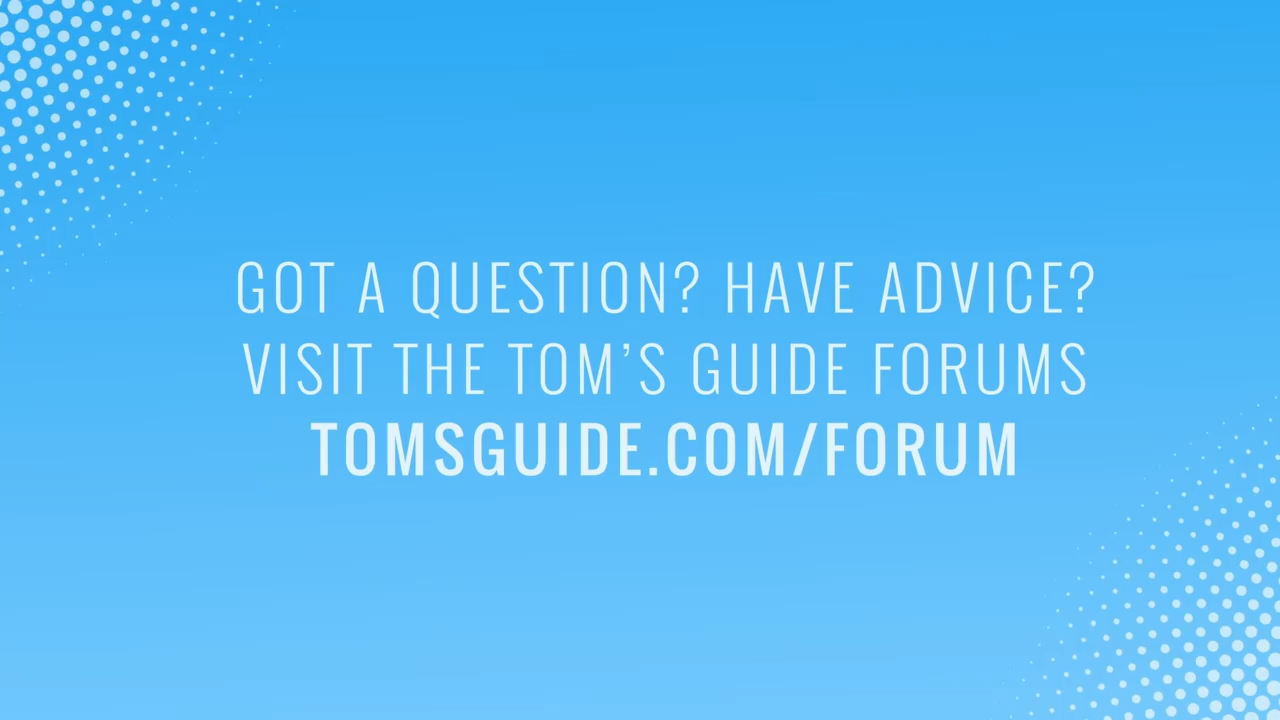 GOT A QUESTION? HAVE ADVICE?
VISIT THE TOM’S GUIDE FORUMS
TOMSGUIDE.COM/FORUM